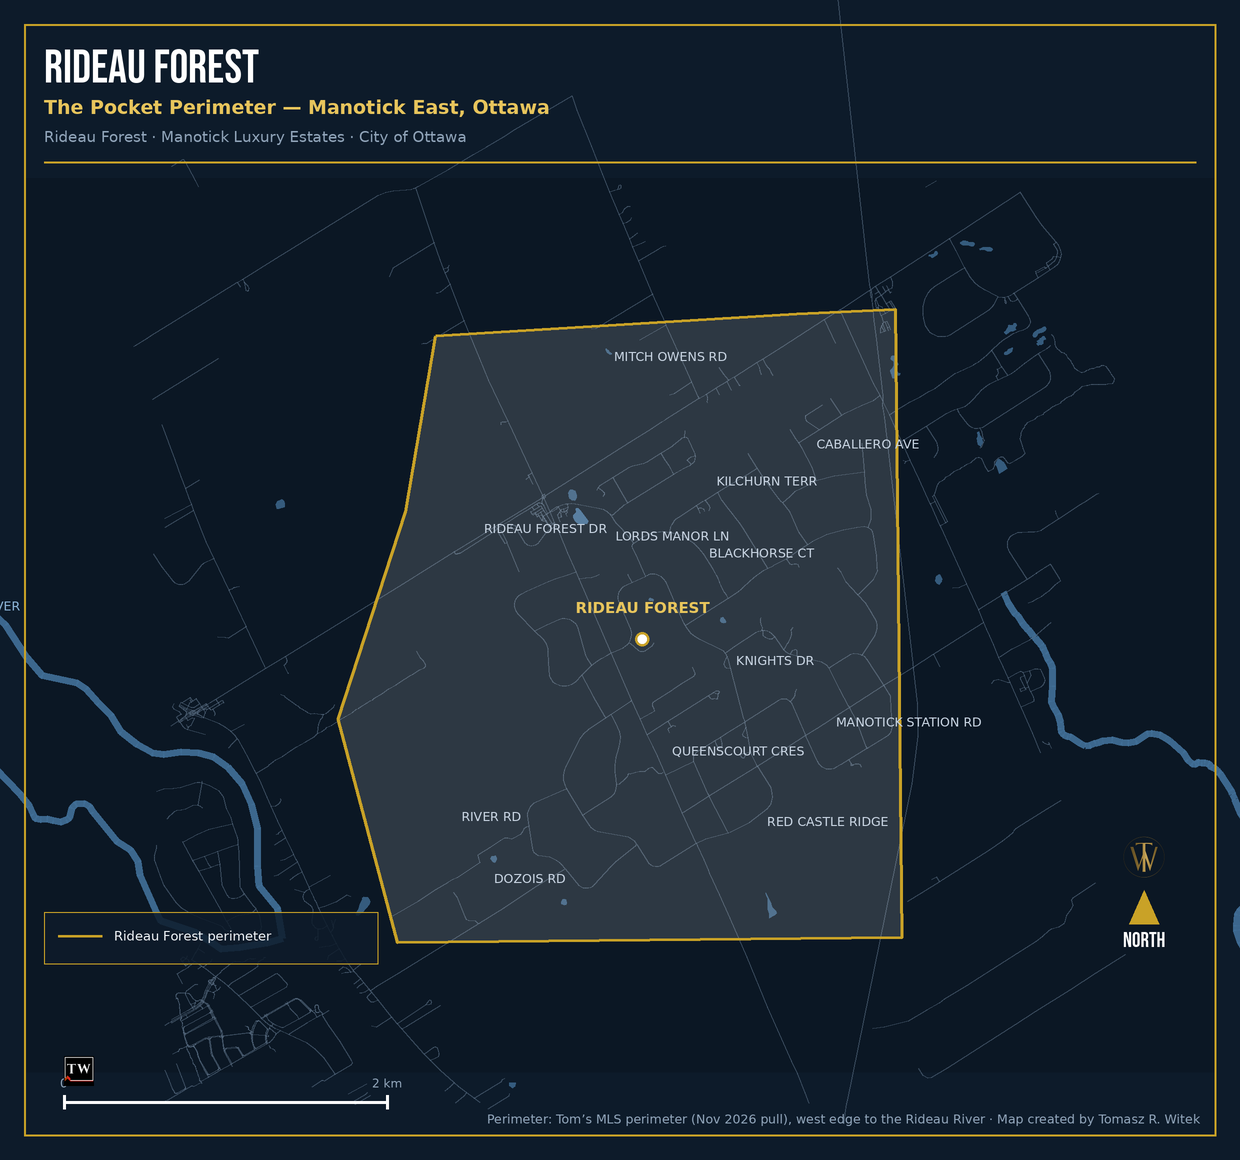 RIDEAU FOREST
The Pocket Perimeter — Manotick East, Ottawa
Rideau Forest · Manotick Luxury Estates · City of Ottawa
MITCH OWENS RD
CABALLERO AVE
KILCHURN TERR
RIDEAU FOREST DR
LORDS MANOR LN
BLACKHORSE CT
VER
RIDEAU FOREST
KNIGHTS DR
MANOTICK STATION RD
QUEENSCOURT CRES
RIVER RD
RED CASTLE RIDGE
DOZOIS RD
TW
NORTH
Rideau Forest perimeter
TW
0
2 km
Perimeter: Tom’s MLS perimeter (Nov 2026 pull), west edge to the Rideau River · Map created by Tomasz R. Witek